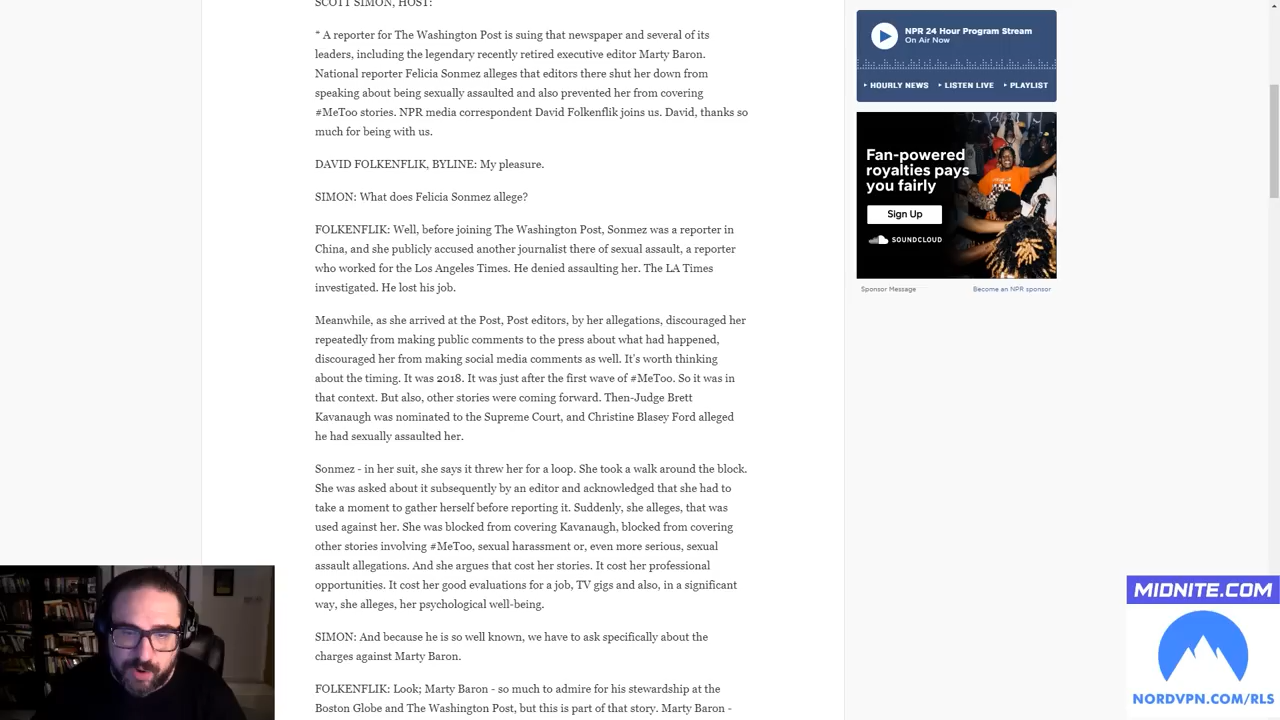 SCOTT SIMON, HOST:
* A reporter for The Washington Post is suing that newspaper and several of its
leaders, including the legendary recently retired executive editor Marty Baron.
National reporter Felicia Sonmez alleges that editors there shut her down from
speaking about being sexually assaulted and also prevented her from covering
#MeToo stories. NPR media correspondent David Folkenflik joins us. David, thanks so
much for being with us.
DAVID FOLKENFLIK, BYLINE: My pleasure.
SIMON: What does Felicia Sonmez allege?
FOLKENFLIK: Well, before joining The Washington Post, Sonmez was a reporter in
China, and she publicly accused another journalist there of sexual assault, a reporter
who worked for the Los Angeles Times. He denied assaulting her. The LA Times
investigated. He lost his job.
Meanwhile, as she arrived at the Post, Post editors, by her allegations, discouraged her
repeatedly from making public comments to the press about what had happened,
discouraged her from making social media comments as well. It's worth thinking
about the timing. It was 2018. It was just after the first wave of #MeToo. So it was in
that context. But also, other stories were coming forward. Then-Judge Brett
Kavanaugh was nominated to the Supreme Court, and Christine Blasey Ford alleged
he had sexually assaulted her.
Sonmez - in her suit, she says it threw her for a loop. She took a walk around the block.
She was asked about it subsequently by an editor and acknowledged that she had to
take a moment to gather herself before reporting it. Suddenly, she alleges, that was
used against her. She was blocked from covering Kavanaugh, blocked from covering
other stories involving #MeToo, sexual harassment or, even more serious, sexual
assault allegations. And she argues that cost her stories. It cost her professional
opportunities. It cost her good evaluations for a job, TV gigs and also, in a significant
way, she alleges, her psychological well-being.
SIMON: And because he is so well known, we have to ask specifically about the
charges against Marty Baron.
FOLKENFLIK: Look; Marty Baron - so much to admire for his stewardship at the
Boston Globe and The Washington Post, but this is part of that story. Marty Baron -
NPR 24 Hour Program Stream
On Air Now
HOURLY NEWS LISTEN LIVE PLAYLIST
Fan-powered
royalties pays
you fairly
Sign Up
SOUNDCLOUD
Sponsor Message Become an NPR sponsor
MIDNITE.COM
NORDVPN.COM/RLS